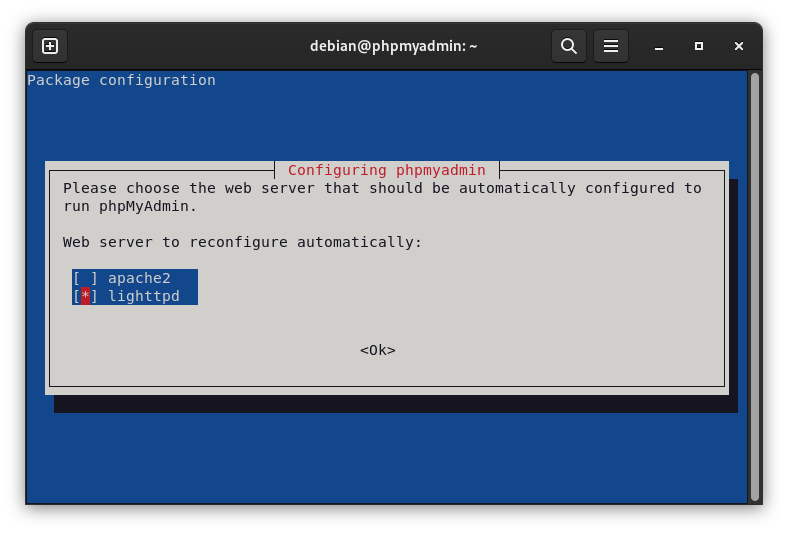 debian@phpmyadmin: ~
Package configuration
Configuring phpmyadmin
Please choose the web server that should be automatically configured to
run phpMyAdmin.
Web server to reconfigure automatically:
[ ] apache2
[*] lighttpd
<Ok>